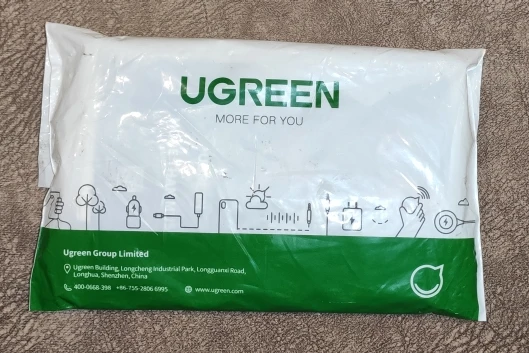 UGREEN
MORE FOR YOU
Ugreen Group Limited
Ugreen Building, Longcheng Industrial Park, Longguanxi Road,
Longhua, Shenzhen, China
400-0668-398 +86-755-2806 6995 www.ugreen.com